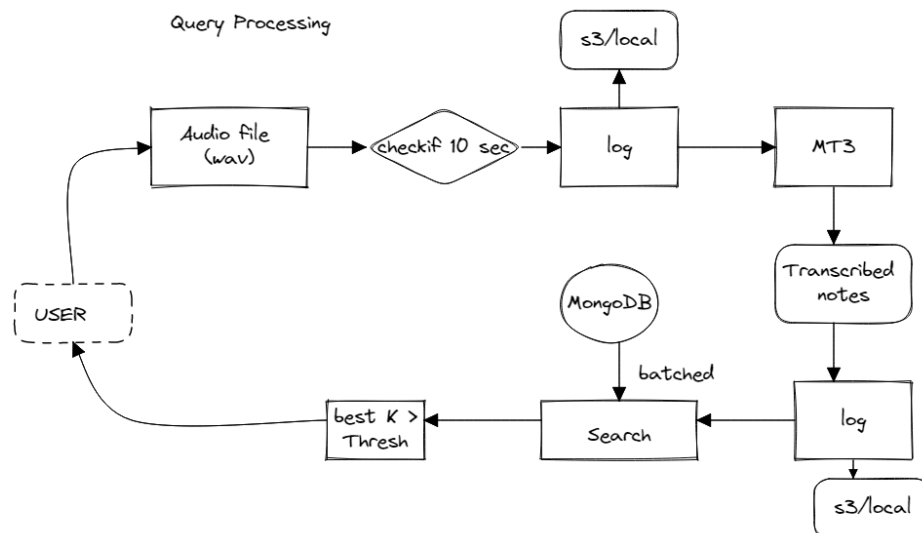 Query Processing
s3/local
Audio file
(wav)
checkif 10 sec
log
MT3
Transcribed
notes
MongoDB
USER
batched
best K >
Thresh
Search
log
s3/local